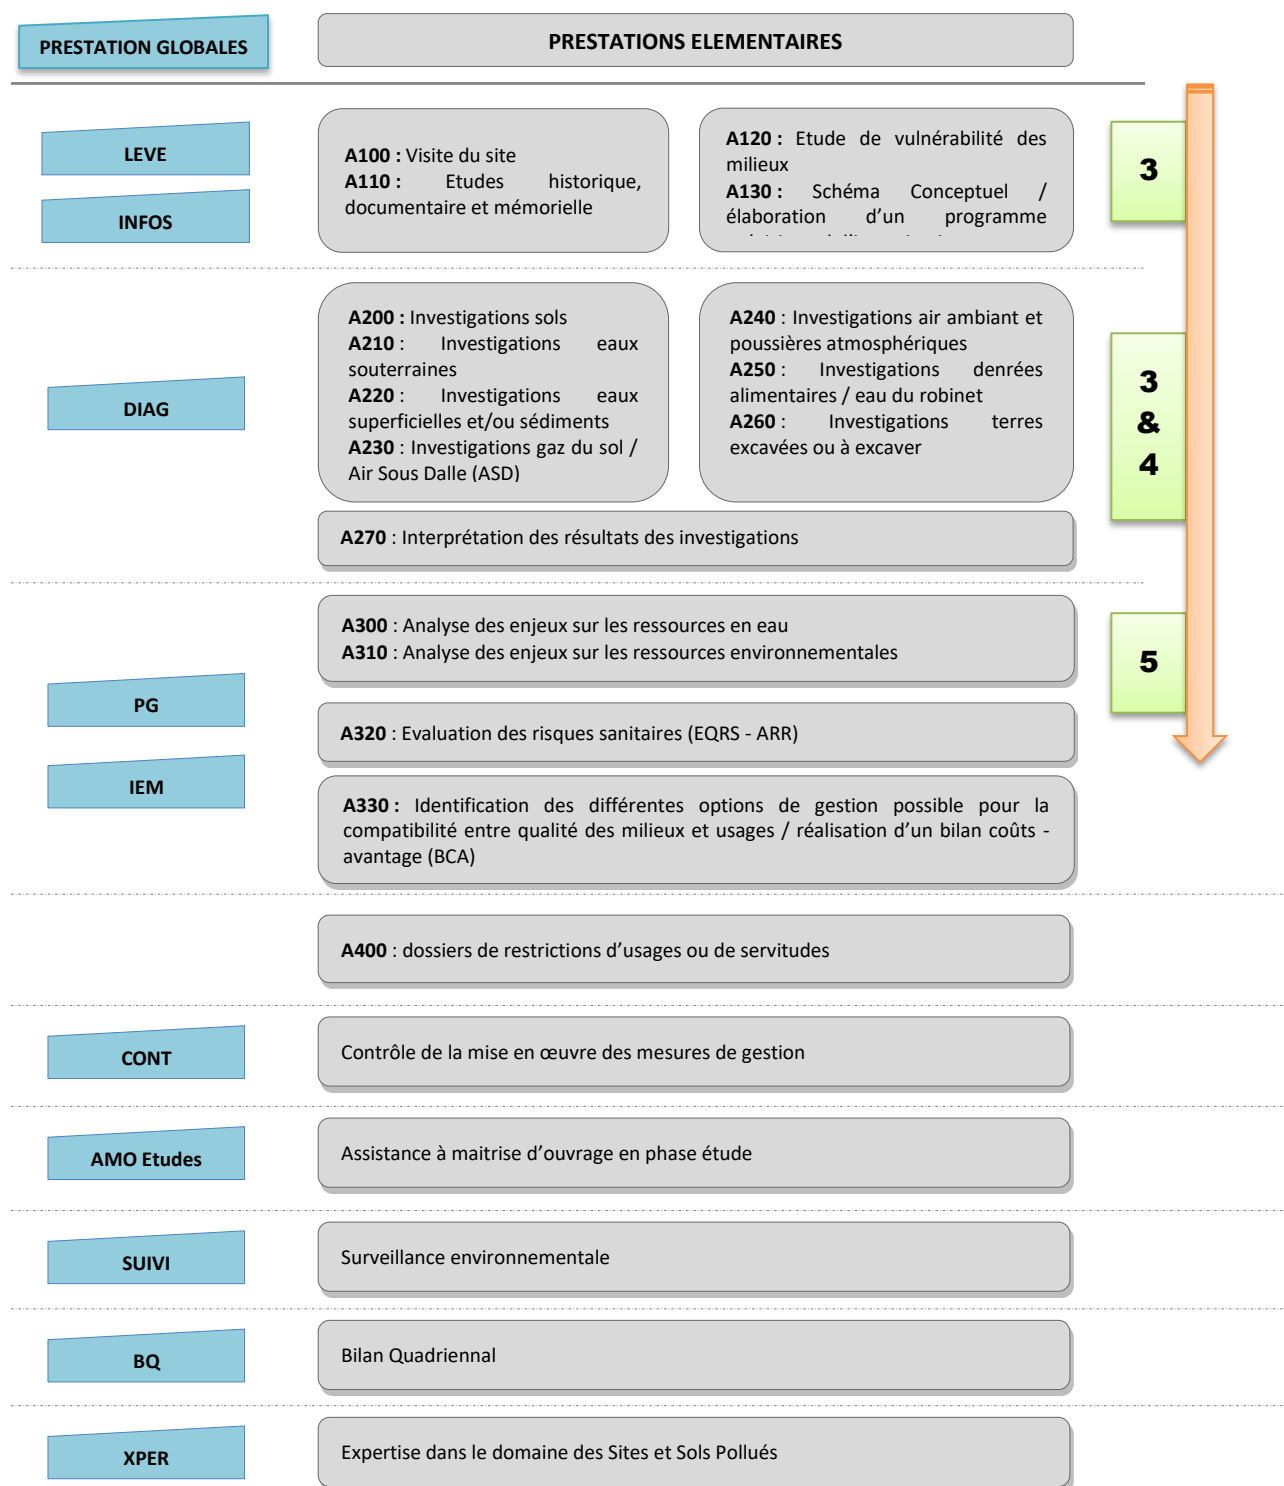 PRESTATION GLOBALES
PRESTATIONS ELEMENTAIRES
LEVE
INFOS
A100 : Visite du site
A110 : Etudes historique,
documentaire et mémorielle
A120 : Etude de vulnérabilité des
milieux
A130 : Schéma Conceptuel /
élaboration d’un programme
3
DIAG
A200 : Investigations sols
A210 : Investigations eaux
souterraines
A220 : Investigations eaux
superficielles et/ou sédiments
A230 : Investigations gaz du sol /
Air Sous Dalle (ASD)
A240 : Investigations air ambiant et
poussières atmosphériques
A250 : Investigations denrées
alimentaires / eau du robinet
A260 : Investigations terres
excavées ou à excaver
3
&
4
A270 : Interprétation des résultats des investigations
PG
IEM
A300 : Analyse des enjeux sur les ressources en eau
A310 : Analyse des enjeux sur les ressources environnementales
5
A320 : Evaluation des risques sanitaires (EQRS - ARR)
A330 : Identification des différentes options de gestion possible pour la
compatibilité entre qualité des milieux et usages / réalisation d’un bilan coûts -
avantage (BCA)
A400 : dossiers de restrictions d’usages ou de servitudes
CONT
Contrôle de la mise en œuvre des mesures de gestion
AMO Etudes
Assistance à maitrise d’ouvrage en phase étude
SUIVI
Surveillance environnementale
BQ
Bilan Quadriennal
XPER
Expertise dans le domaine des Sites et Sols Pollués